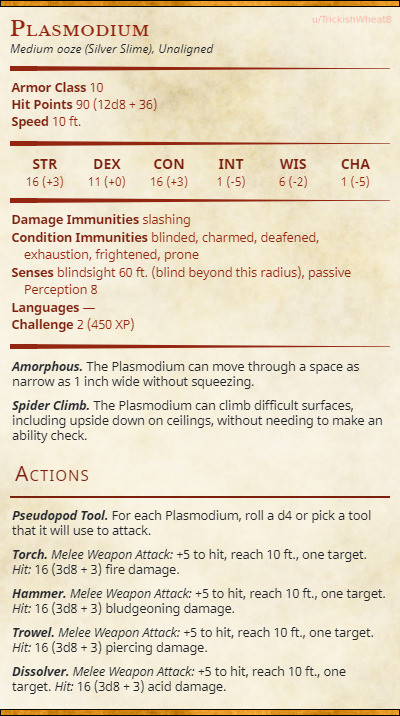 u/TrickishWheat8
Plasmodium
Medium ooze (Silver Slime), Unaligned
Armor Class 10
Hit Points 90 (12d8 + 36)
Speed 10 ft.
STR DEX CON INT WIS CHA
16 (+3) 11 (+0) 16 (+3) 1 (-5) 6 (-2) 1 (-5)
Damage Immunities slashing
Condition Immunities blinded, charmed, deafened,
exhaustion, frightened, prone
Senses blindsight 60 ft. (blind beyond this radius), passive
Perception 8
Languages —
Challenge 2 (450 XP)
Amorphous. The Plasmodium can move through a space as
narrow as 1 inch wide without squeezing.
Spider Climb. The Plasmodium can climb difficult surfaces,
including upside down on ceilings, without needing to make an
ability check.
Actions
Pseudopod Tool. For each Plasmodium, roll a d4 or pick a tool
that it will use to attack.
Torch. Melee Weapon Attack: +5 to hit, reach 10 ft., one target.
Hit: 16 (3d8 + 3) fire damage.
Hammer. Melee Weapon Attack: +5 to hit, reach 10 ft., one target.
Hit: 16 (3d8 + 3) bludgeoning damage.
Trowel. Melee Weapon Attack: +5 to hit, reach 10 ft., one target.
Hit: 16 (3d8 + 3) piercing damage.
Dissolver. Melee Weapon Attack: +5 to hit, reach 10 ft., one
target. Hit: 16 (3d8 + 3) acid damage.